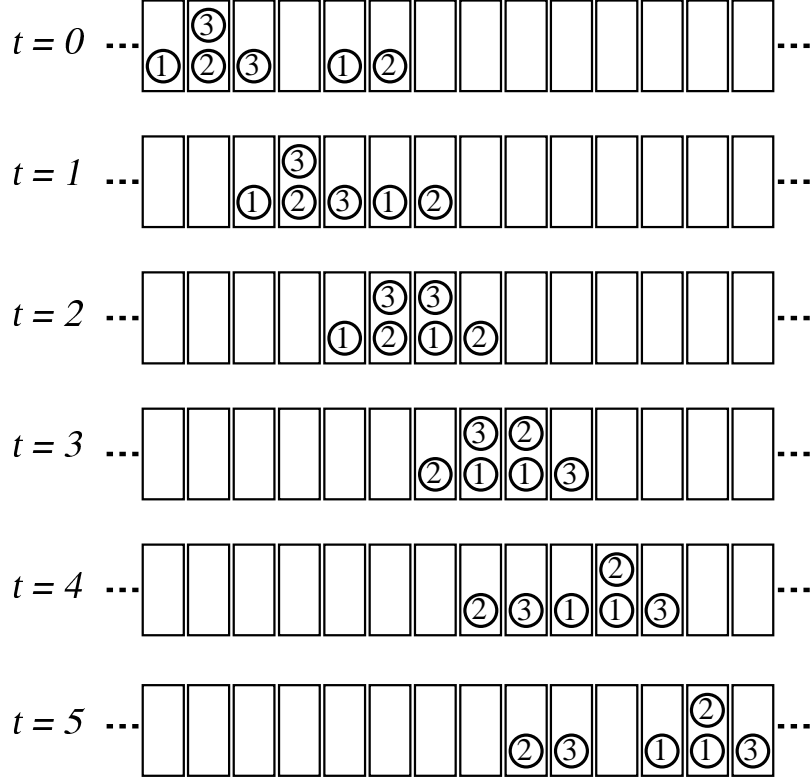 3
t = 0 ... 1 2 3 1 2 ...
3
t = 1 ... 1 2 3 1 2 ...
3 3
t = 2 ... 1 2 1 2 ...
3 2
t = 3 ... 2 1 1 3 ...
2
t = 4 ... 2 3 1 1 3 ...
2
t = 5 ... 2 3 1 1 3 ...